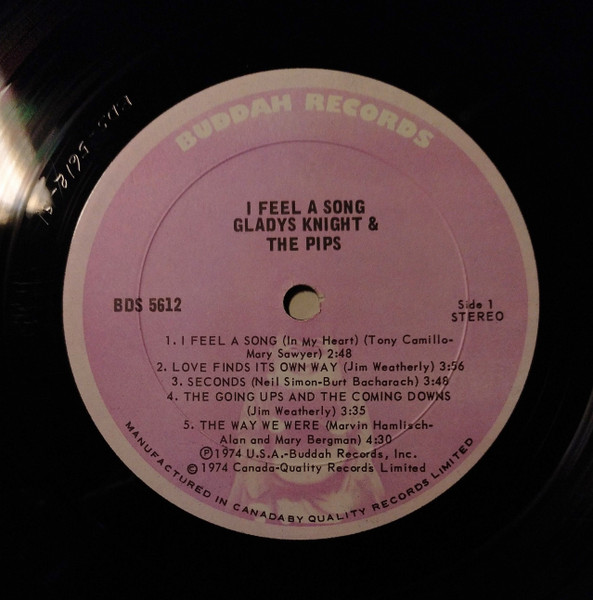 BUDDAH RECORDS
I FEEL A SONG
GLADYS KNIGHT &
THE PIPS
BDS 5612
Side 1
STEREO
1. I FEEL A SONG (In My Heart) (Tony Camillo-
Mary Sawyer) 2:48
2. LOVE FINDS ITS OWN WAY (Jim Weatherly) 3:56
3. SECONDS (Neil Simon-Burt Bacharach) 3:48
4. THE GOING UPS AND THE COMING DOWNS
(Jim Weatherly) 3:35
5. THE WAY WE WERE (Marvin Hamlisch-
Alan and Mary Bergman) 4:30
Ⓟ1974 U.S.A.-Buddah Records, Inc.
©1974 Canada-Quality Records Limited
MANUFACTURED IN CANADA BY QUALITY RECORDS LIMITED